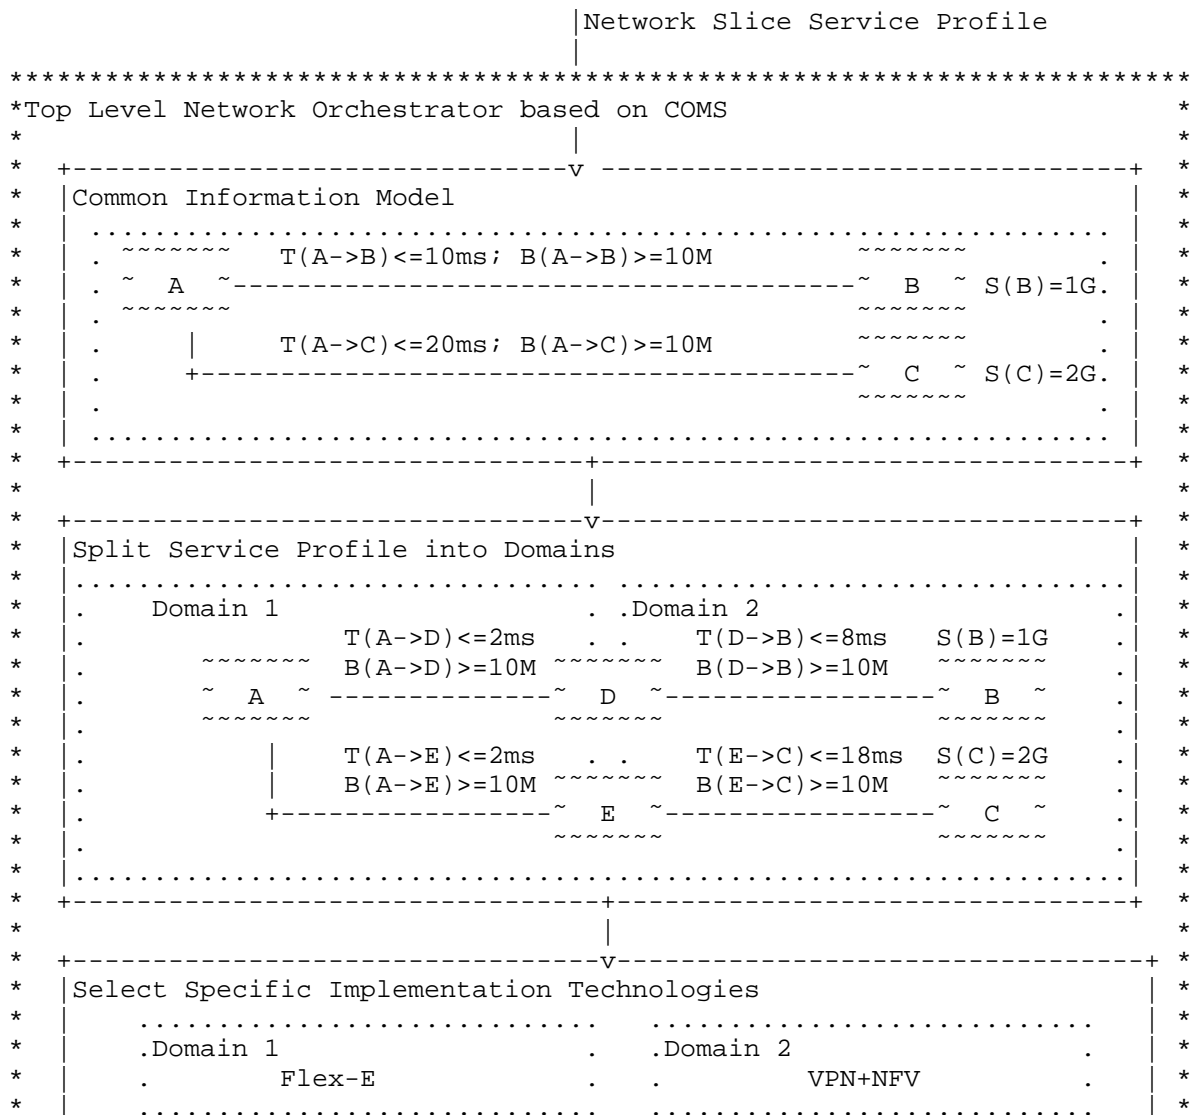 |Network Slice Service Profile
|
**************************************************************************
*Top Level Network Orchestrator based on COMS                            *
*                                  |                                     *
*  +-------------------------------v ---------------------------------+  *
*  |Common Information Model                                          |  *
*  | ................................................................ |  *
*  | . ~~~~~~~   T(A->B)<=10ms; B(A->B)>=10M         ~~~~~~~        . |  *
*  | . ~  A  ~---------------------------------------~  B  ~ S(B)=1G. |  *
*  | . ~~~~~~~                                       ~~~~~~~        . |  *
*  | .     |     T(A->C)<=20ms; B(A->C)>=10M         ~~~~~~~        . |  *
*  | .     +-----------------------------------------~  C  ~ S(C)=2G. |  *
*  | .                                               ~~~~~~~        . |  *
*  | ................................................................ |  *
*  +--------------------------------+---------------------------------+  *
*                                   |                                    *
*  +--------------------------------v---------------------------------+  *
*  |Split Service Profile into Domains                                |  *
*  |................................. ................................|  *
*  |.    Domain 1                   . .Domain 2                      .|  *
*  |.                T(A->D)<=2ms   . .    T(D->B)<=8ms   S(B)=1G    .|  *
*  |.       ~~~~~~~  B(A->D)>=10M ~~~~~~~  B(D->B)>=10M   ~~~~~~~    .|  *
*  |.       ~  A  ~ --------------~  D  ~-----------------~  B  ~    .|  *
*  |.       ~~~~~~~               ~~~~~~~                 ~~~~~~~    .|  *
*  |.           |    T(A->E)<=2ms   . .    T(E->C)<=18ms  S(C)=2G    .|  *
*  |.           |    B(A->E)>=10M ~~~~~~~  B(E->C)>=10M   ~~~~~~~    .|  *
*  |.           +-----------------~  E  ~-----------------~  C  ~    .|  *
*  |.                             ~~~~~~~                 ~~~~~~~    .|  *
*  |..................................................................|  *
*  +---------------------------------+--------------------------------+  *
*                                    |                                   *
*  +---------------------------------v---------------------------------+ *
*  |Select Specific Implementation Technologies                        | *
*  |    .............................   ............................   | *
*  |    .Domain 1                   .   .Domain 2                  .   | *
*  |    .        Flex-E             .   .         VPN+NFV          .   | *
*  |    .............................   ............................   | *